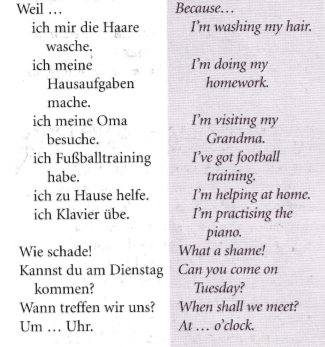 Weil …
ich mir die Haare
wasche.
ich meine
Hausaufgaben
mache.
ich meine Oma
besuche.
ich Fußballtraining
habe.
ich zu Hause helfe.
ich Klavier übe.
Wie schade!
Kannst du am Dienstag
kommen?
Wann treffen wir uns?
Um … Uhr.
Because…
I'm washing my hair.
I'm doing my
homework.
I'm visiting my
Grandma.
I've got football
training.
I'm helping at home.
I'm practising the
piano.
What a shame!
Can you come on
Tuesday?
When shall we meet?
At … o'clock.